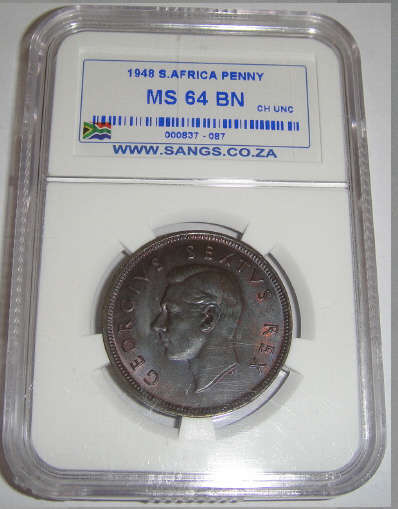 1948 S.AFRICA PENNY
MS 64 BN
CH UNC
000837 - 087
WWW.SANGS.CO.ZA
GEORGIVS SEXTVS REX